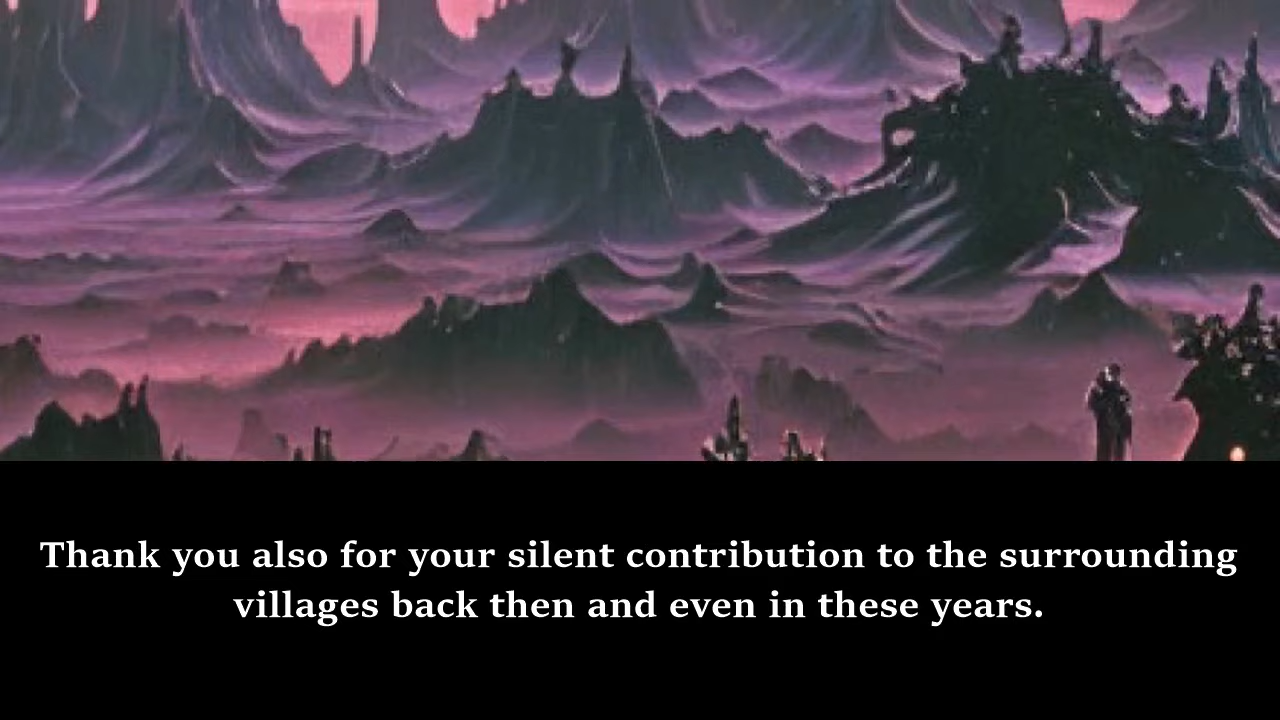 Thank you also for your silent contribution to the surrounding
villages back then and even in these years.